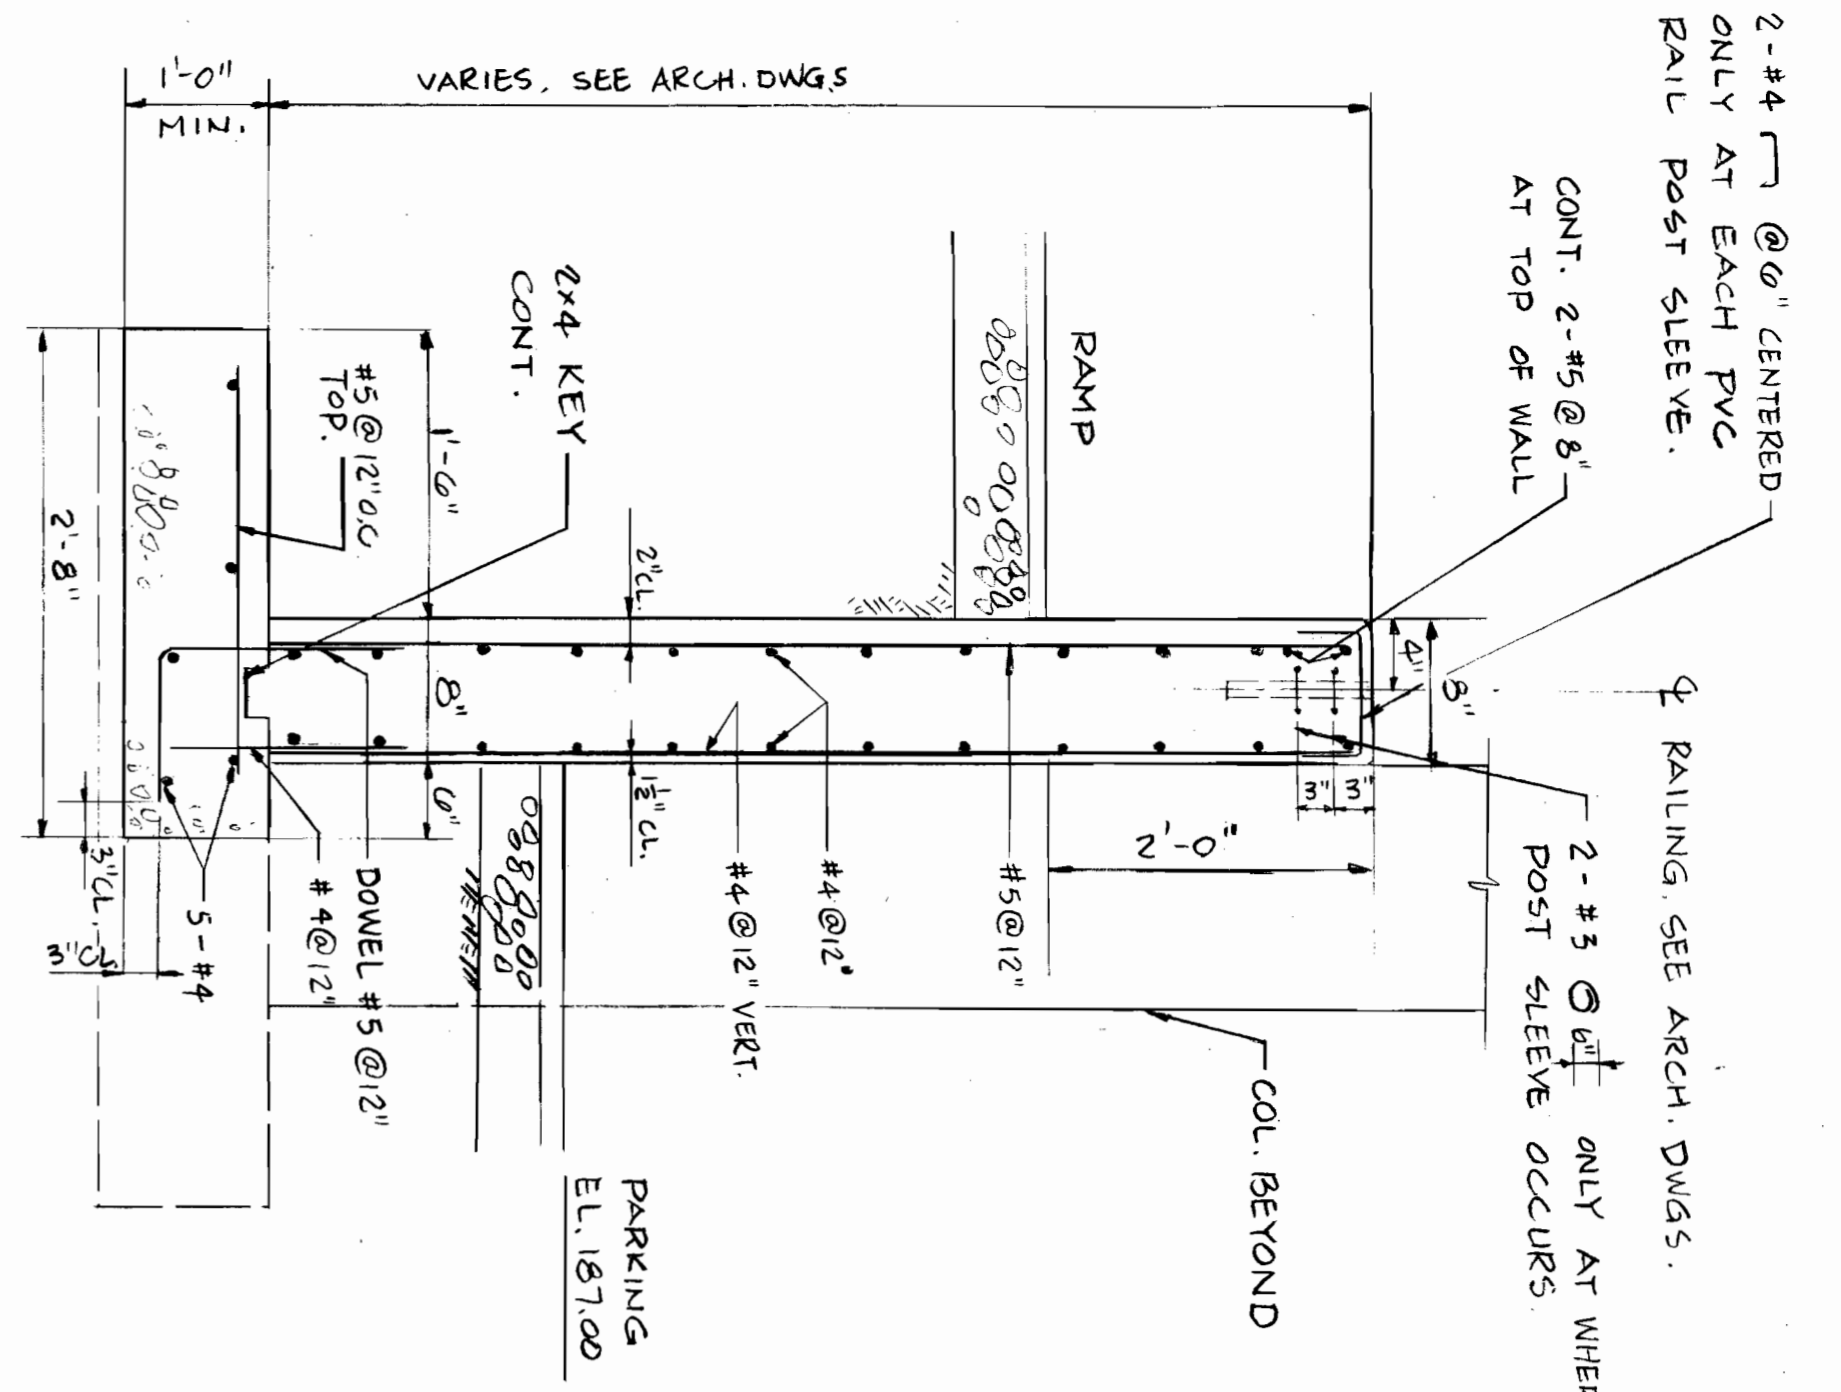 2-#4 @6" CENTERED
ONLY AT EACH PVC
RAIL POST SLEEVE.
CONT. 2-#5@8"
AT TOP OF WALL
℄ RAILING, SEE ARCH. DWGS.
2-#3 @6" ONLY AT
POST SLEEVE OCCURS.
4"
8"
3"
3"
2'-0"
RAMP
VARIES, SEE ARCH. DWGS
COL. BEYOND
#5@12"
#4@12"
#4@12" VERT.
2"CL.
1½" CL.
PARKING
EL. 187.00
2x4 KEY
CONT.
1'-6"
8"
6"
#5@12"O.C.
TOP.
DOWEL #5@12"
#4@12"
5-#4
1'-0"
MIN.
2'-8"
3"CL.
3"